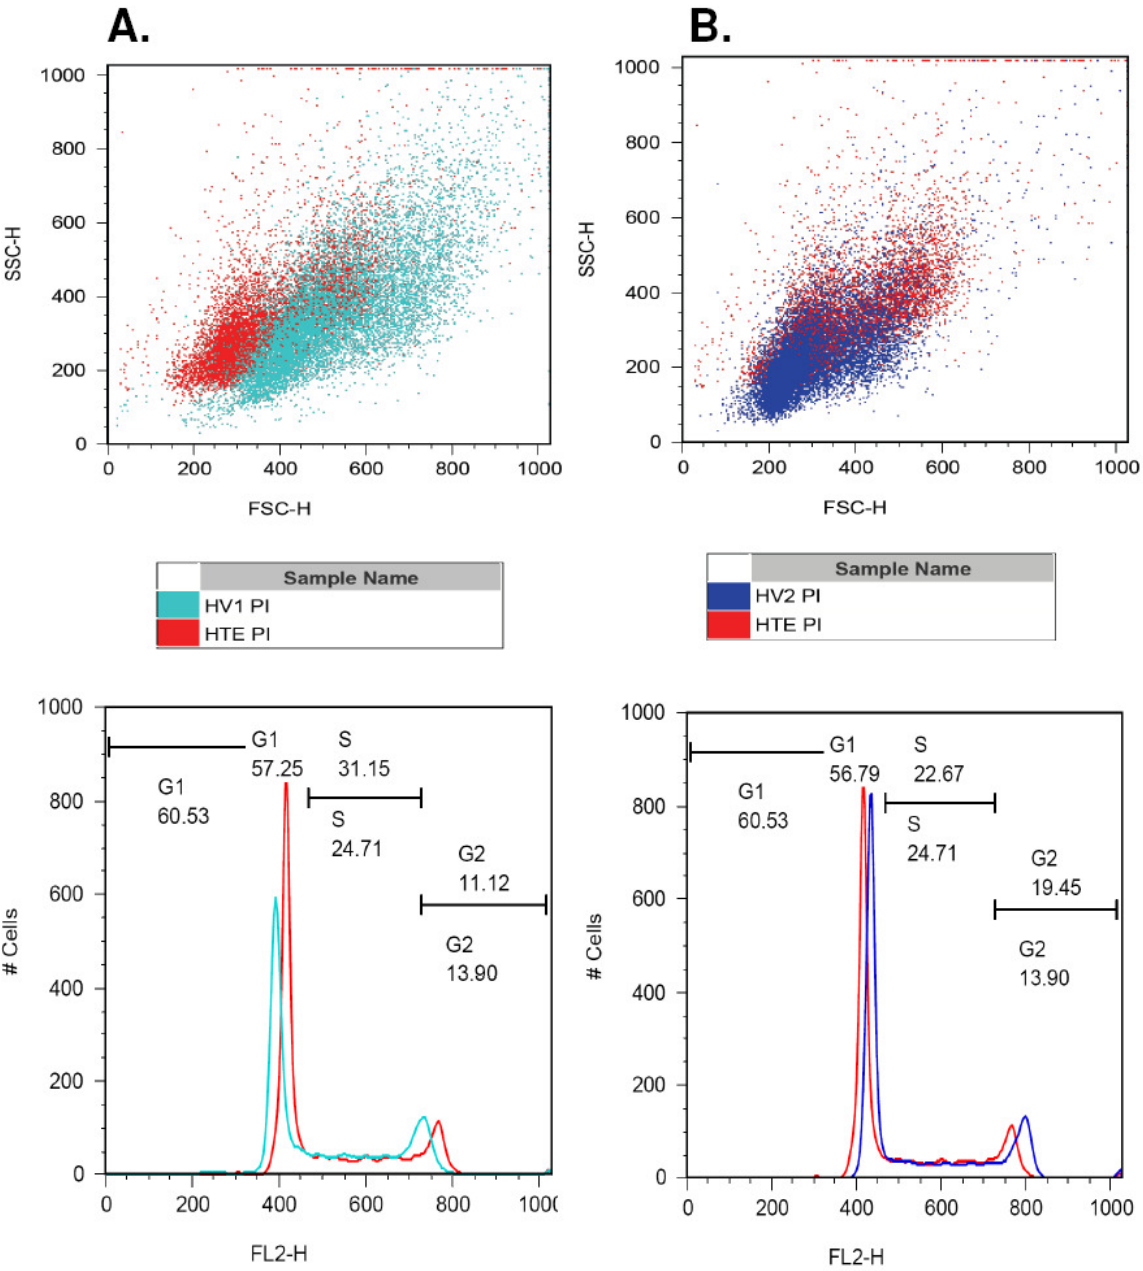 A.
1000
800
600
400
200
0
SSC-H
0 200 400 600 800 1000
FSC-H
Sample Name
HV1 PI
HTE PI
1000
800
600
400
200
0
# Cells
G1
57.25
S
31.15
G1
60.53
S
24.71
G2
11.12
G2
13.90
0 200 400 600 800 1000
FL2-H
B.
1000
800
600
400
200
0
SSC-H
0 200 400 600 800 1000
FSC-H
Sample Name
HV2 PI
HTE PI
1000
800
600
400
200
0
# Cells
G1
56.79
S
22.67
G1
60.53
S
24.71
G2
19.45
G2
13.90
0 200 400 600 800 1000
FL2-H